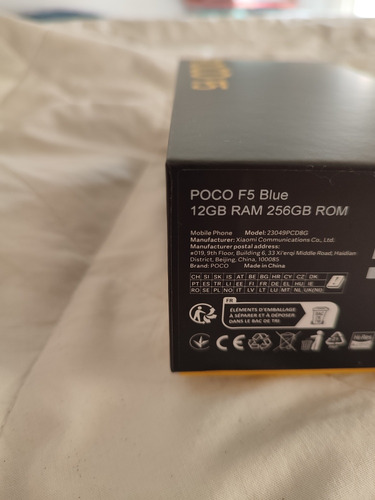 POCO F5 Blue
12GB RAM 256GB ROM
Mobile Phone Model: 23049PCD8G
Manufacturer: Xiaomi Communications Co., Ltd.
#019, 9th Floor, Building 6, 33 Xi'erqi Middle Road, Haidian
District, Beijing, China, 100085
Brand: POCO Made in China
CH SI SK IS AT BE BG HR CY CZ DK
PT ES TR LI EE FI FR DE EL HU IE
RO SE PL NO IT LV LT LU MT NL UK(NI)
FR
ÉLÉMENTS D'EMBALLAGE
À SÉPARER ET À DÉPOSER
DANS LE BAC DE TRI
CE